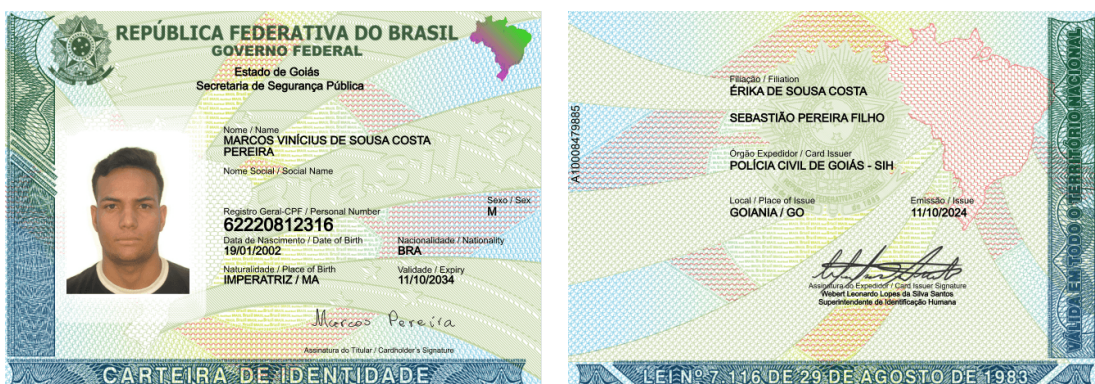 REPÚBLICA FEDERATIVA DO BRASIL
GOVERNO FEDERAL
Estado de Goiás
Secretaria de Segurança Pública
Nome / Name
MARCOS VINÍCIUS DE SOUSA COSTA
PEREIRA
Nome Social / Social Name
Sexo / Sex
M
Registro Geral-CPF / Personal Number
62220812316
Data de Nascimento / Date of Birth
19/01/2002
Nacionalidade / Nationality
BRA
Naturalidade / Place of Birth
IMPERATRIZ / MA
Validade / Expiry
11/10/2034
Marcos Pereira
Assinatura do Titular / Cardholder's Signature
CARTEIRA DE IDENTIDADE
Brasil
A10008479885
Filiação / Filiation
ÉRIKA DE SOUSA COSTA
SEBASTIÃO PEREIRA FILHO
Órgão Expedidor / Card Issuer
POLÍCIA CIVIL DE GOIÁS - SIH
Local / Place of Issue
GOIANIA / GO
Emissão / Issue
11/10/2024
Assinatura do Expedidor / Card Issuer Signature
Webert Leonardo Lopes da Silva Santos
Superintendente de Identificação Humana
VALIDA EM TODO O TERRITÓRIO NACIONAL
LEI Nº 7.116 DE 29 DE AGOSTO DE 1983